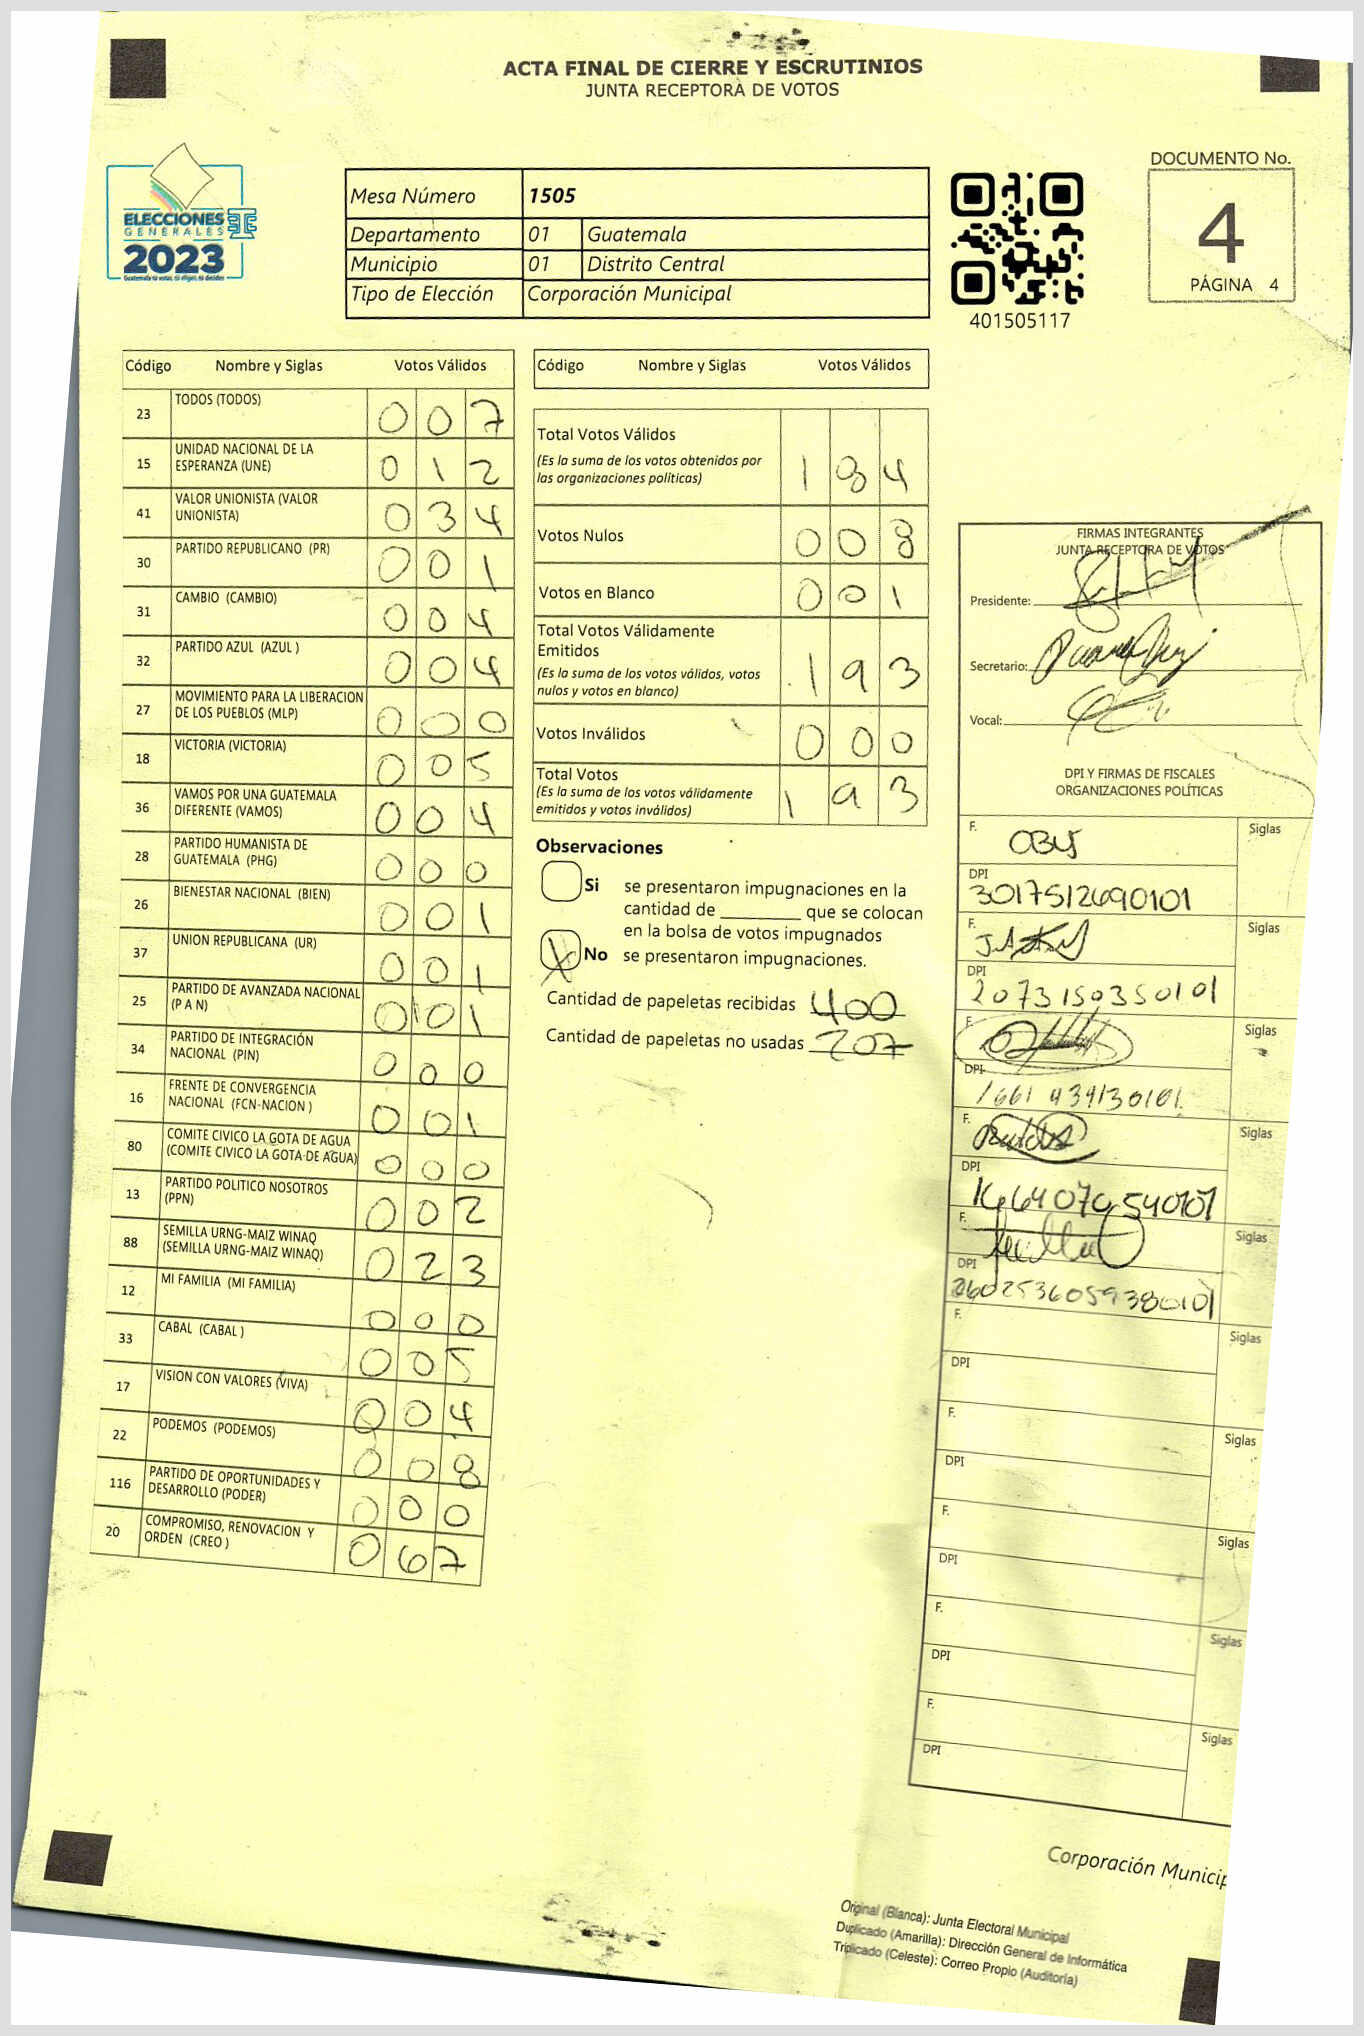 ACTA FINAL DE CIERRE Y ESCRUTINIOS
JUNTA RECEPTORA DE VOTOS
ELECCIONES
GENERALES
2023
Mesa Número 1505
Departamento 01 Guatemala
Municipio 01 Distrito Central
Tipo de Elección Corporación Municipal
401505117
DOCUMENTO No.
4
PÁGINA 4
Código Nombre y Siglas Votos Válidos
23 TODOS (TODOS) 0 0 7
15 UNIDAD NACIONAL DE LA
ESPERANZA (UNE) 0 1 2
41 VALOR UNIONISTA (VALOR
UNIONISTA) 0 3 4
30 PARTIDO REPUBLICANO (PR) 0 0 1
31 CAMBIO (CAMBIO) 0 0 4
32 PARTIDO AZUL (AZUL ) 0 0 4
27 MOVIMIENTO PARA LA LIBERACION
DE LOS PUEBLOS (MLP) 0 0 0
18 VICTORIA (VICTORIA) 0 0 5
36 VAMOS POR UNA GUATEMALA
DIFERENTE (VAMOS) 0 0 4
28 PARTIDO HUMANISTA DE
GUATEMALA (PHG) 0 0 0
26 BIENESTAR NACIONAL (BIEN) 0 0 1
37 UNION REPUBLICANA (UR) 0 0 1
25 PARTIDO DE AVANZADA NACIONAL
(P A N) 0 0 1
34 PARTIDO DE INTEGRACIÓN
NACIONAL (PIN) 0 0 0
16 FRENTE DE CONVERGENCIA
NACIONAL (FCN-NACION ) 0 0 1
80 COMITE CIVICO LA GOTA DE AGUA
(COMITE CIVICO LA GOTA DE AGUA) 0 0 0
13 PARTIDO POLITICO NOSOTROS
(PPN) 0 0 2
88 SEMILLA URNG-MAIZ WINAQ
(SEMILLA URNG-MAIZ WINAQ) 0 2 3
12 MI FAMILIA (MI FAMILIA) 0 0 0
33 CABAL (CABAL ) 0 0 5
17 VISION CON VALORES (VIVA) 0 0 4
22 PODEMOS (PODEMOS) 0 0 8
116 PARTIDO DE OPORTUNIDADES Y
DESARROLLO (PODER) 0 0 0
20 COMPROMISO, RENOVACION Y
ORDEN (CREO ) 0 6 7
Código Nombre y Siglas Votos Válidos
Total Votos Válidos
(Es la suma de los votos obtenidos por
las organizaciones políticas) 1 8 4
Votos Nulos 0 0 8
Votos en Blanco 0 0 1
Total Votos Válidamente
Emitidos
(Es la suma de los votos válidos, votos
nulos y votos en blanco) 1 9 3
Votos Inválidos 0 0 0
Total Votos
(Es la suma de los votos válidamente
emitidos y votos inválidos) 1 9 3
Observaciones
Si se presentaron impugnaciones en la
cantidad de ________ que se colocan
en la bolsa de votos impugnados
X No se presentaron impugnaciones.
Cantidad de papeletas recibidas 400
Cantidad de papeletas no usadas 207
FIRMAS INTEGRANTES
JUNTA RECEPTORA DE VOTOS
Presidente:
Secretario:
Vocal:
DPI Y FIRMAS DE FISCALES
ORGANIZACIONES POLÍTICAS
F. Siglas
DPI
3017512690101
F. Siglas
DPI
2073150350101
F. Siglas
DPI
1661 439130101
F. Siglas
DPI
1464070540101
F. Siglas
DPI
F. Siglas
DPI
F. Siglas
DPI
F. Siglas
DPI
F. Siglas
DPI
F. Siglas
DPI
Corporación Municip
Original (Blanca): Junta Electoral Municipal
Duplicado (Amarilla): Dirección General de Informática
Triplicado (Celeste): Correo Propio (Auditoría)